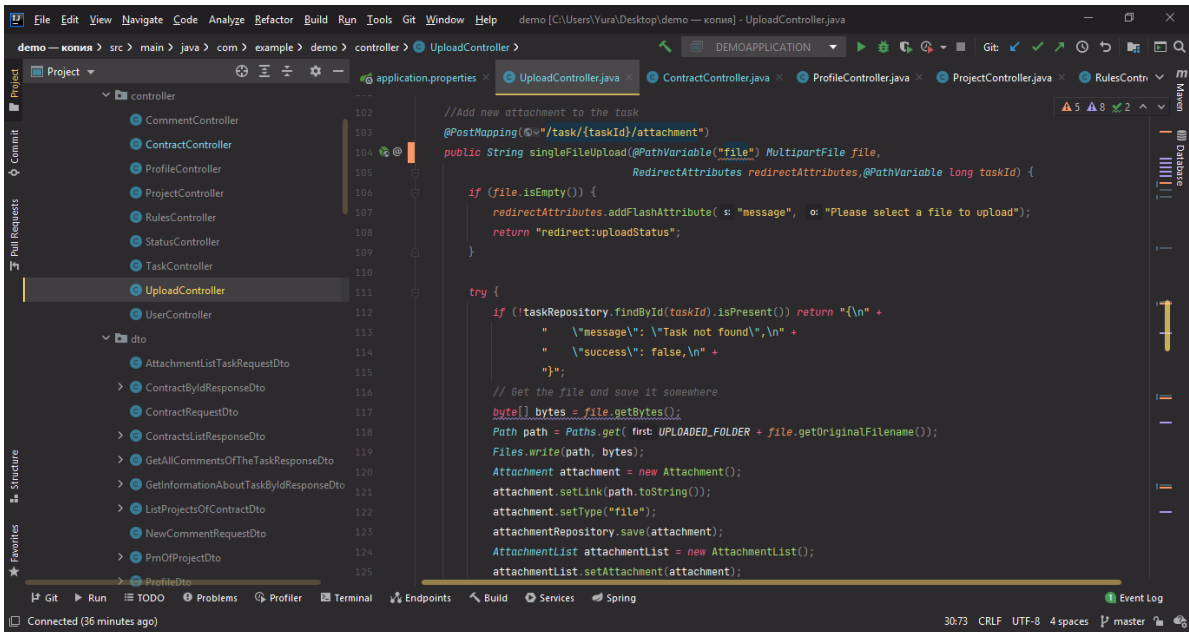 File Edit View Navigate Code Analyze Refactor Build Run Tools Git Window Help demo [C:\Users\Yura\Desktop\demo — копия] - UploadController.java
demo — копия > src > main > java > com > example > demo > controller > UploadController > DEMOAPPLICATION Git:
Project application.properties UploadController.java ContractController.java ProfileController.java ProjectController.java RulesContr
Project
Commit
Pull Requests
Structure
Favorites
controller
CommentController
ContractController
ProfileController
ProjectController
RulesController
StatusController
TaskController
UploadController
UserController
dto
AttachmentListTaskRequestDto
ContractByIdResponseDto
ContractRequestDto
ContractsListResponseDto
GetAllCommentsOfTheTaskResponseDto
GetInformationAboutTaskByIdResponseDto
ListProjectsOfContractDto
NewCommentRequestDto
PmOfProjectDto
ProfileDto
5 8 2
102 //Add new attachment to the task
103 @PostMapping("/task/{taskId}/attachment")
104 @ public String singleFileUpload(@PathVariable("file") MultipartFile file,
105 RedirectAttributes redirectAttributes,@PathVariable long taskId) {
106 if (file.isEmpty()) {
107 redirectAttributes.addFlashAttribute( s: "message", o: "Please select a file to upload");
108 return "redirect:uploadStatus";
109 }
110
111 try {
112 if (!taskRepository.findById(taskId).isPresent()) return "{\n" +
113 "    \"message\": \"Task not found\",\n" +
114 "    \"success\": false,\n" +
115 "}";
116 // Get the file and save it somewhere
117 byte[] bytes = file.getBytes();
118 Path path = Paths.get( first: UPLOADED_FOLDER + file.getOriginalFilename());
119 Files.write(path, bytes);
120 Attachment attachment = new Attachment();
121 attachment.setLink(path.toString());
122 attachment.setType("file");
123 attachmentRepository.save(attachment);
124 AttachmentList attachmentList = new AttachmentList();
125 attachmentList.setAttachment(attachment);
m Maven
Database
Git Run TODO Problems Profiler Terminal Endpoints Build Services Spring 1 Event Log
Connected (36 minutes ago) 30:73 CRLF UTF-8 4 spaces master